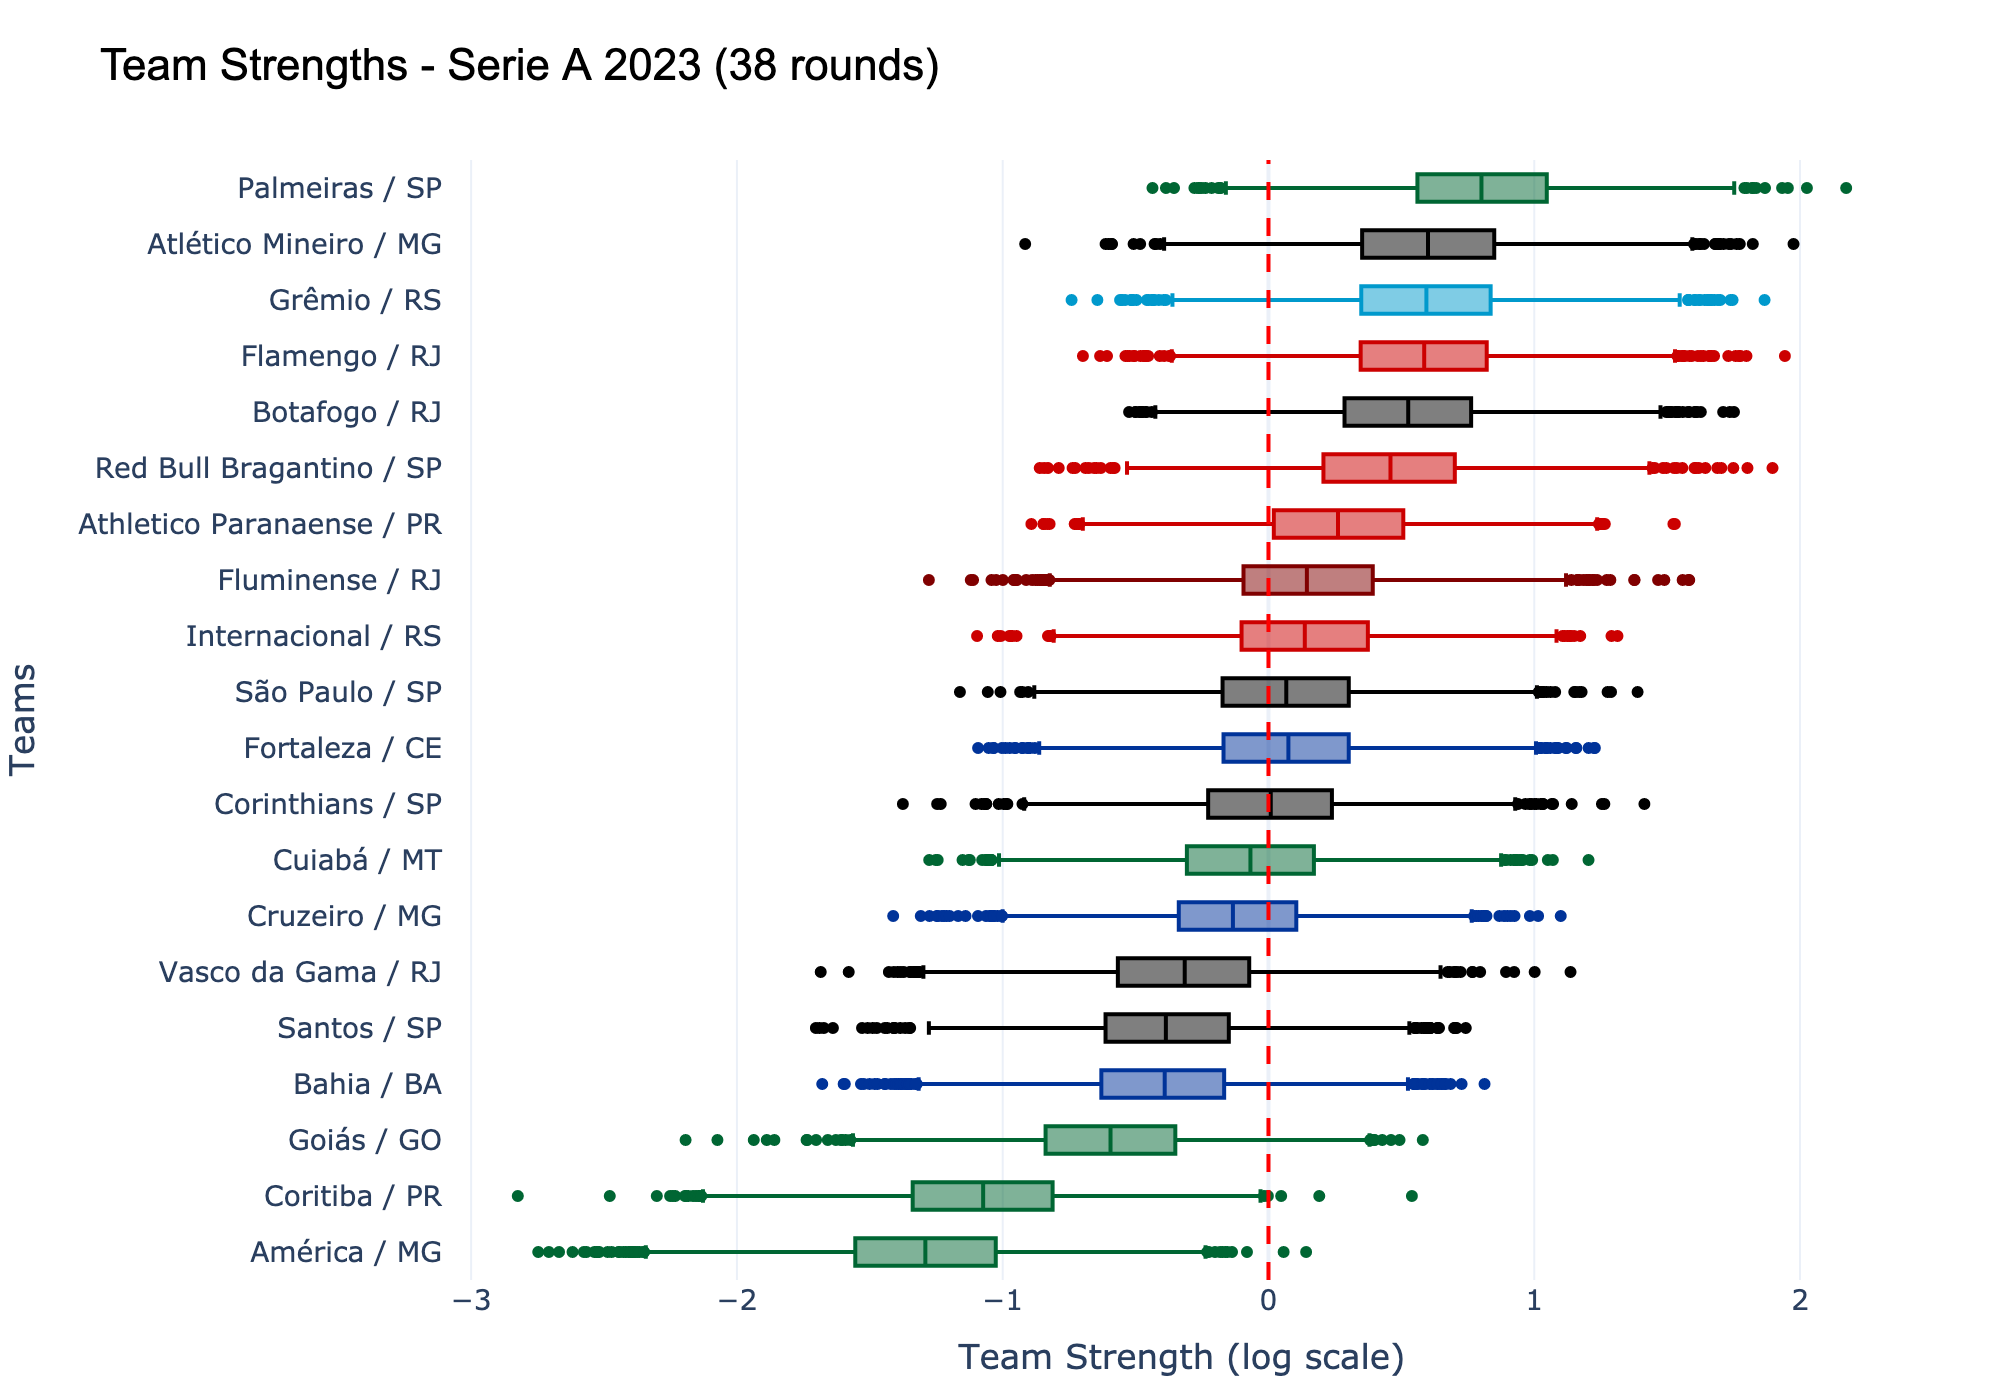 Team Strengths - Serie A 2023 (38 rounds)
Palmeiras / SP
Atlético Mineiro / MG
Grêmio / RS
Flamengo / RJ
Botafogo / RJ
Red Bull Bragantino / SP
Athletico Paranaense / PR
Fluminense / RJ
Internacional / RS
São Paulo / SP
Fortaleza / CE
Corinthians / SP
Cuiabá / MT
Cruzeiro / MG
Vasco da Gama / RJ
Santos / SP
Bahia / BA
Goiás / GO
Coritiba / PR
América / MG
Teams
−3 −2 −1 0 1 2
Team Strength (log scale)